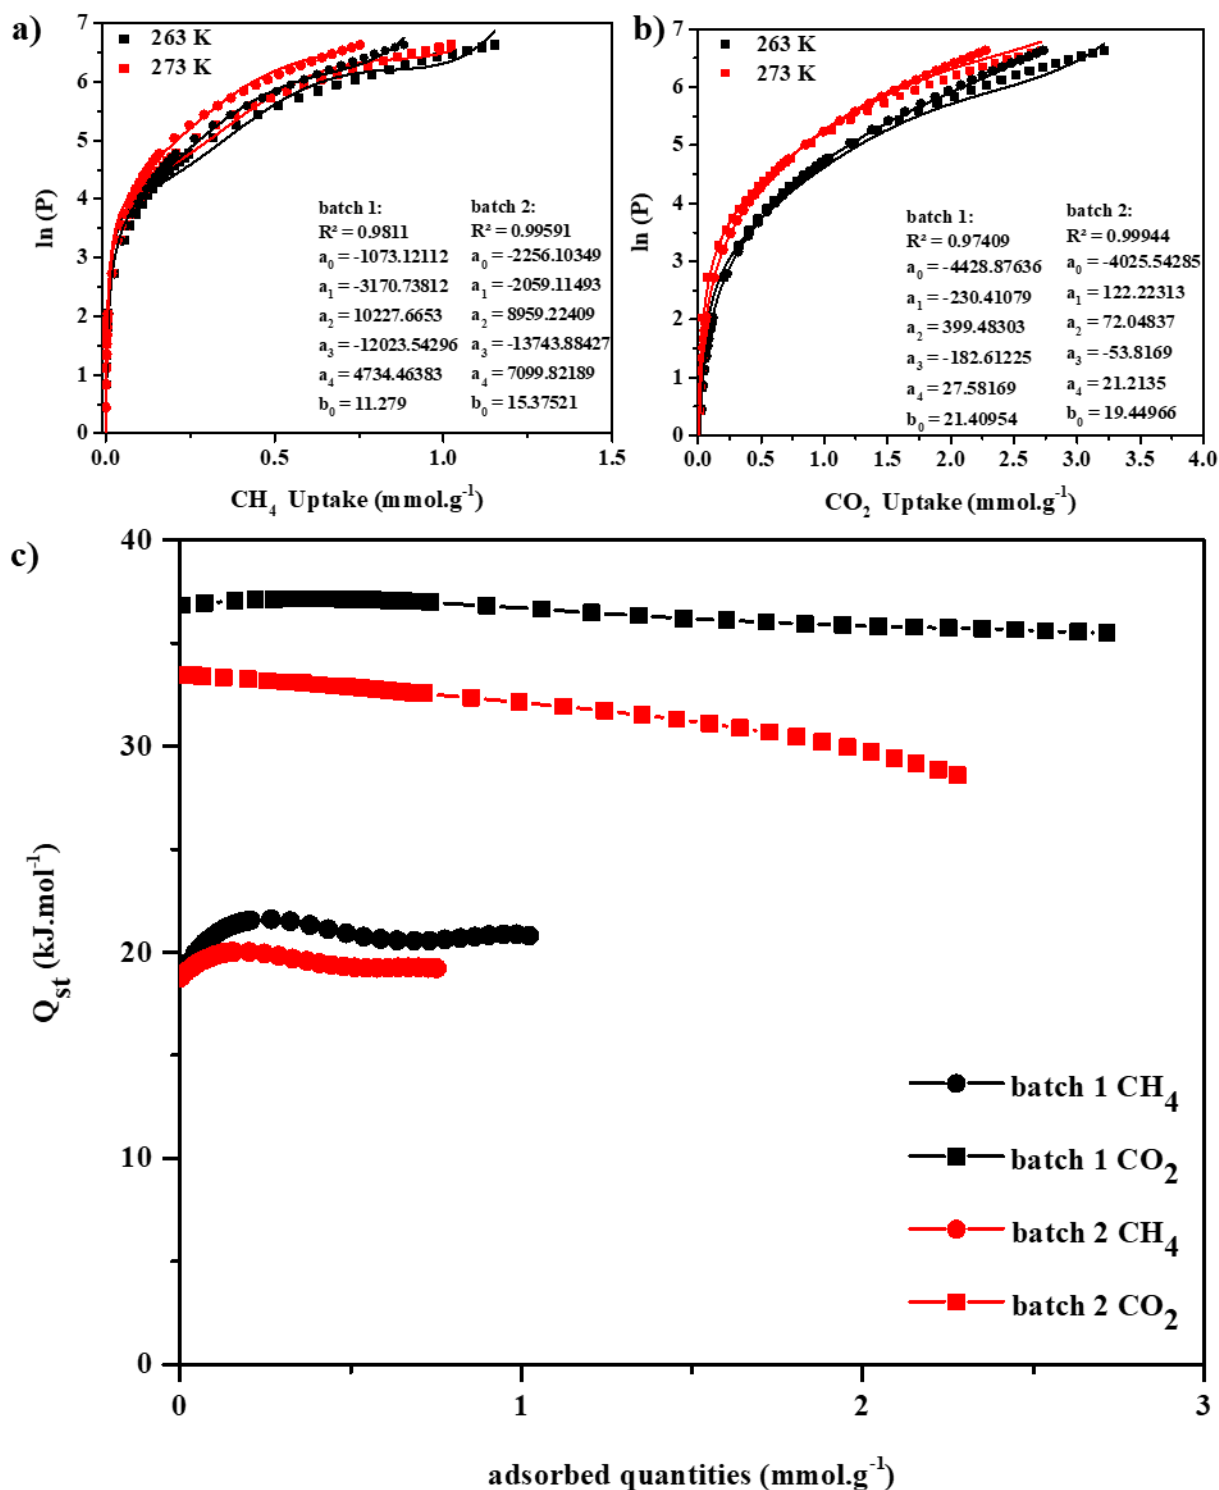 a)
7
6
5
4
3
2
1
0
ln (P)
263 K
273 K
batch 1:
R² = 0.9811
a₀ = -1073.12112
a₁ = -3170.73812
a₂ = 10227.6653
a₃ = -12023.54296
a₄ = 4734.46383
b₀ = 11.279
batch 2:
R² = 0.99591
a₀ = -2256.10349
a₁ = -2059.11493
a₂ = 8959.22409
a₃ = -13743.88427
a₄ = 7099.82189
b₀ = 15.37521
0.0 0.5 1.0 1.5
CH₄ Uptake (mmol.g⁻¹)
b)
7
6
5
4
3
2
1
0
ln (P)
263 K
273 K
batch 1:
R² = 0.97409
a₀ = -4428.87636
a₁ = -230.41079
a₂ = 399.48303
a₃ = -182.61225
a₄ = 27.58169
b₀ = 21.40954
batch 2:
R² = 0.99944
a₀ = -4025.54285
a₁ = 122.22313
a₂ = 72.04837
a₃ = -53.8169
a₄ = 21.2135
b₀ = 19.44966
0.0 0.5 1.0 1.5 2.0 2.5 3.0 3.5 4.0
CO₂ Uptake (mmol.g⁻¹)
c)
40
30
20
10
0
Qst (kJ.mol⁻¹)
batch 1 CH₄
batch 1 CO₂
batch 2 CH₄
batch 2 CO₂
0 1 2 3
adsorbed quantities (mmol.g⁻¹)